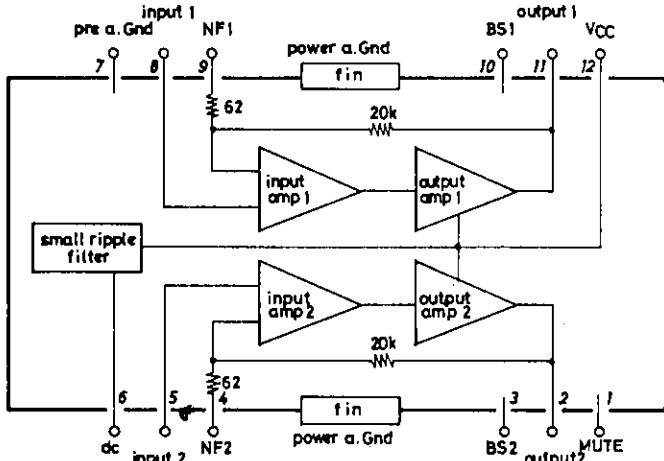 input 1
output 1
pre a.Gnd
NF1
BS1
VCC
power a.Gnd
7
8
9
fin
10
11
12
62
20k
input amp 1
output amp 1
small ripple filter
input amp 2
output amp 2
20k
62
6
5
4
fin
3
2
1
dc
input 2
NF2
power a.Gnd
BS2
output2
MUTE